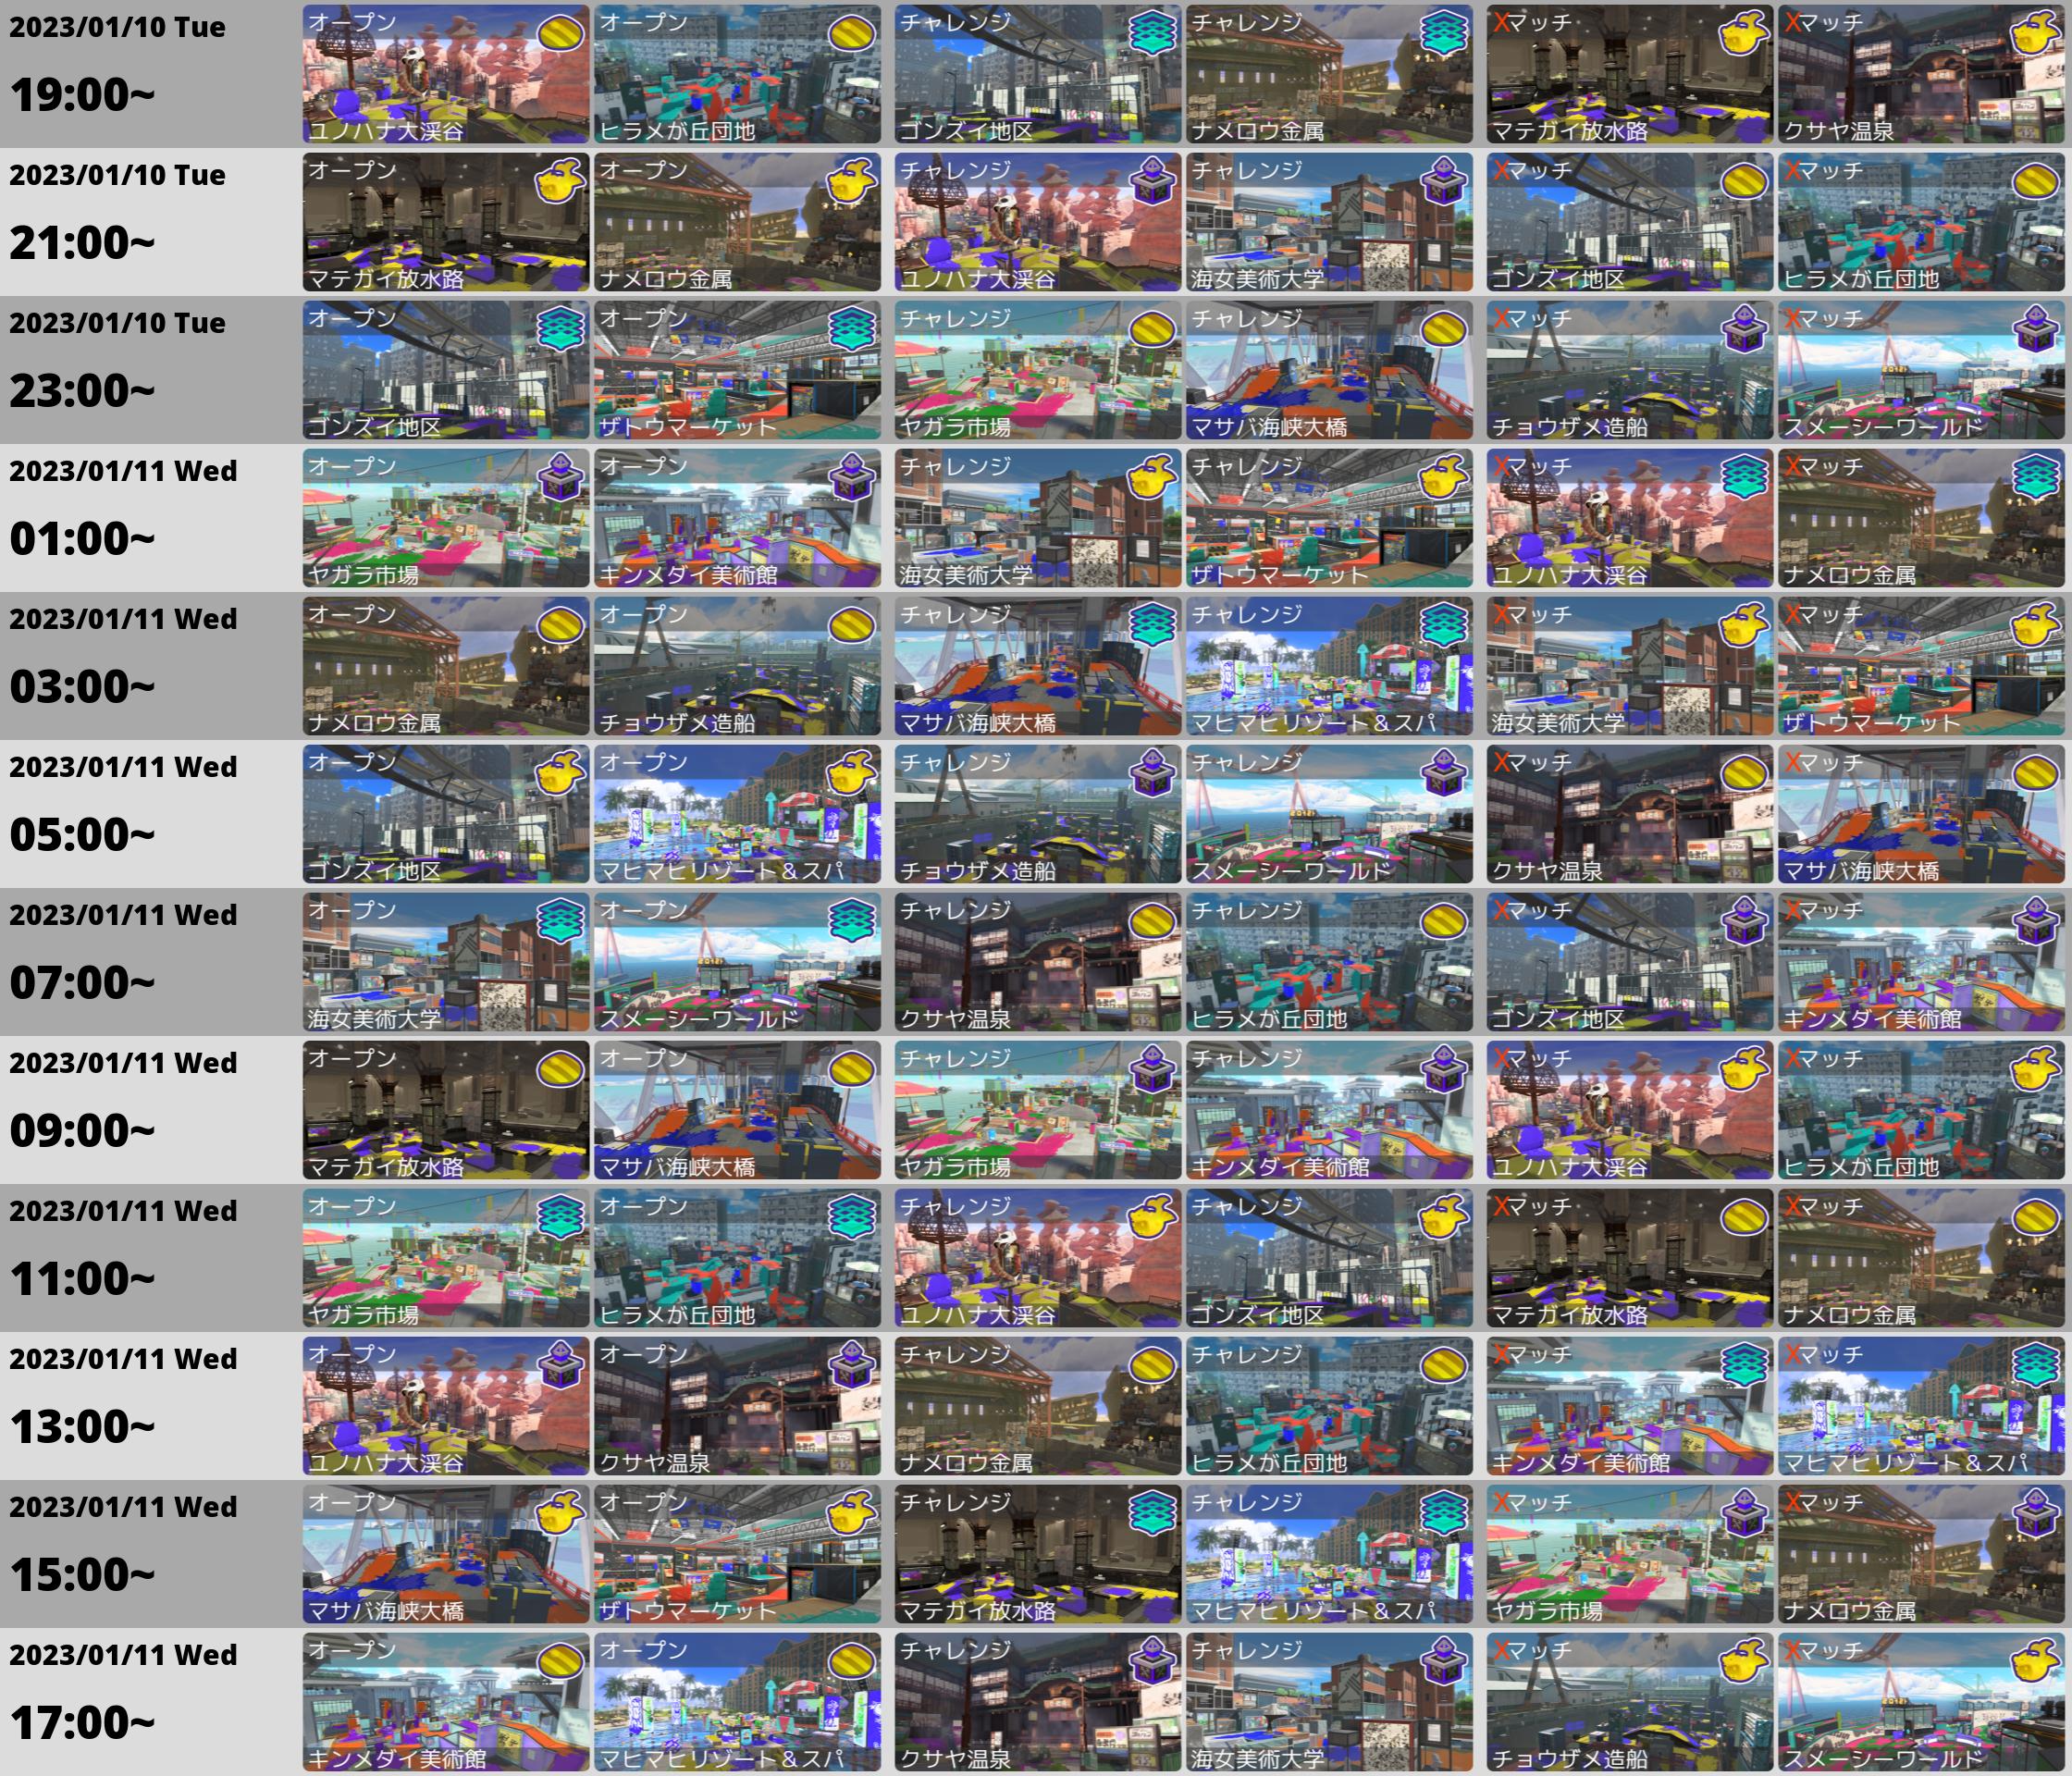 2023/01/10 Tue
19:00~
オープン オープン チャレンジ チャレンジ Xマッチ Xマッチ
ユノハナ大渓谷 ヒラメが丘団地 ゴンズイ地区 ナメロウ金属 マテガイ放水路 クサヤ温泉
2023/01/10 Tue
21:00~
オープン オープン チャレンジ チャレンジ Xマッチ Xマッチ
マテガイ放水路 ナメロウ金属 ユノハナ大渓谷 海女美術大学 ゴンズイ地区 ヒラメが丘団地
2023/01/10 Tue
23:00~
オープン オープン チャレンジ チャレンジ Xマッチ Xマッチ
ゴンズイ地区 ザトウマーケット ヤガラ市場 マサバ海峡大橋 チョウザメ造船 スメーシーワールド
2023/01/11 Wed
01:00~
オープン オープン チャレンジ チャレンジ Xマッチ Xマッチ
ヤガラ市場 キンメダイ美術館 海女美術大学 ザトウマーケット ユノハナ大渓谷 ナメロウ金属
2023/01/11 Wed
03:00~
オープン オープン チャレンジ チャレンジ Xマッチ Xマッチ
ナメロウ金属 チョウザメ造船 マサバ海峡大橋 マヒマヒリゾート＆スパ 海女美術大学 ザトウマーケット
2023/01/11 Wed
05:00~
オープン オープン チャレンジ チャレンジ Xマッチ Xマッチ
ゴンズイ地区 マヒマヒリゾート＆スパ チョウザメ造船 スメーシーワールド クサヤ温泉 マサバ海峡大橋
2023/01/11 Wed
07:00~
オープン オープン チャレンジ チャレンジ Xマッチ Xマッチ
海女美術大学 スメーシーワールド クサヤ温泉 ヒラメが丘団地 ゴンズイ地区 キンメダイ美術館
2023/01/11 Wed
09:00~
オープン オープン チャレンジ チャレンジ Xマッチ Xマッチ
マテガイ放水路 マサバ海峡大橋 ヤガラ市場 キンメダイ美術館 ユノハナ大渓谷 ヒラメが丘団地
2023/01/11 Wed
11:00~
オープン オープン チャレンジ チャレンジ Xマッチ Xマッチ
ヤガラ市場 ヒラメが丘団地 ユノハナ大渓谷 ゴンズイ地区 マテガイ放水路 ナメロウ金属
2023/01/11 Wed
13:00~
オープン オープン チャレンジ チャレンジ Xマッチ Xマッチ
ユノハナ大渓谷 クサヤ温泉 ナメロウ金属 ヒラメが丘団地 キンメダイ美術館 マヒマヒリゾート＆スパ
2023/01/11 Wed
15:00~
オープン オープン チャレンジ チャレンジ Xマッチ Xマッチ
マサバ海峡大橋 ザトウマーケット マテガイ放水路 マヒマヒリゾート＆スパ ヤガラ市場 ナメロウ金属
2023/01/11 Wed
17:00~
オープン オープン チャレンジ チャレンジ Xマッチ Xマッチ
キンメダイ美術館 マヒマヒリゾート＆スパ クサヤ温泉 海女美術大学 チョウザメ造船 スメーシーワールド